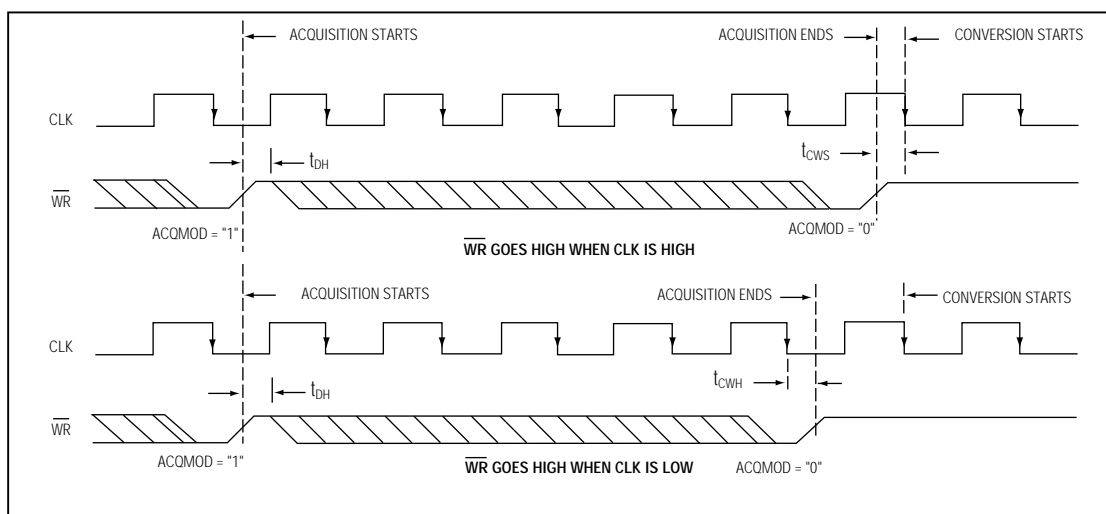 ACQUISITION STARTS
ACQUISITION ENDS
CONVERSION STARTS
CLK
tDH
tCWS
WR
ACQMOD = "1"
ACQMOD = "0"
WR GOES HIGH WHEN CLK IS HIGH
ACQUISITION STARTS
ACQUISITION ENDS
CONVERSION STARTS
CLK
tDH
tCWH
WR
ACQMOD = "1"
ACQMOD = "0"
WR GOES HIGH WHEN CLK IS LOW